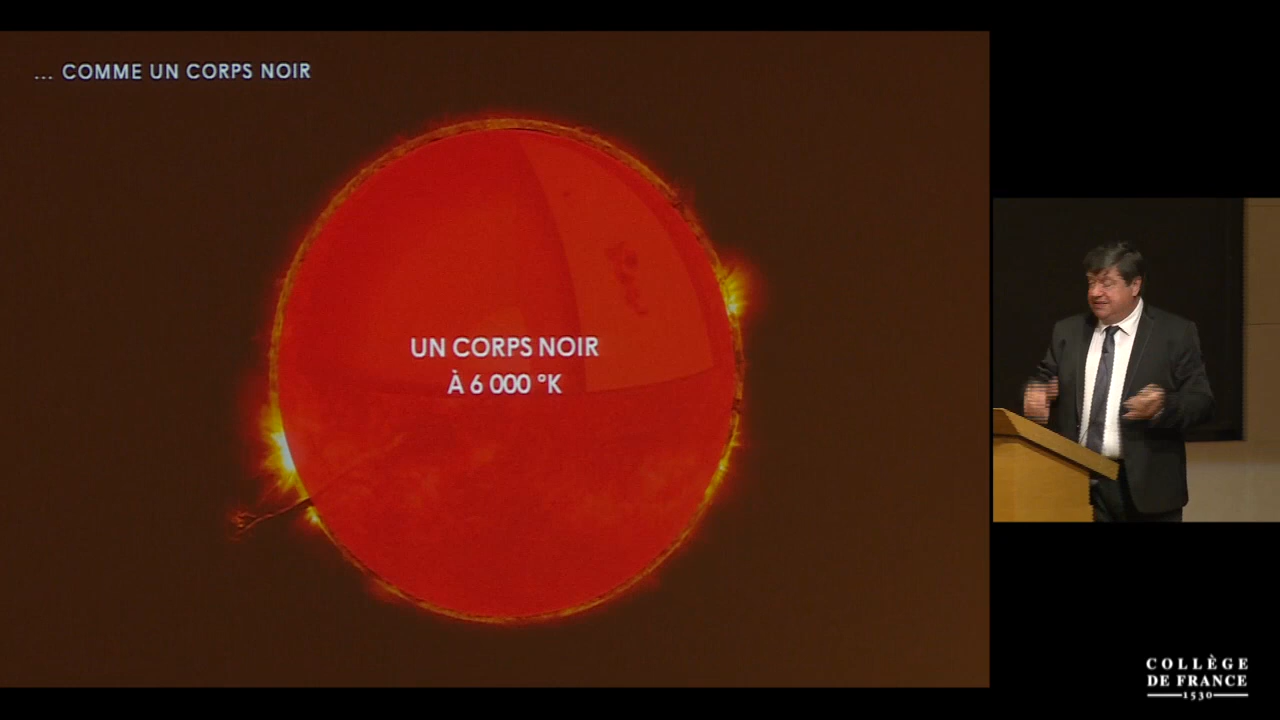 ... COMME UN CORPS NOIR
UN CORPS NOIR
À 6 000 °K
COLLÈGE
DE FRANCE
1530